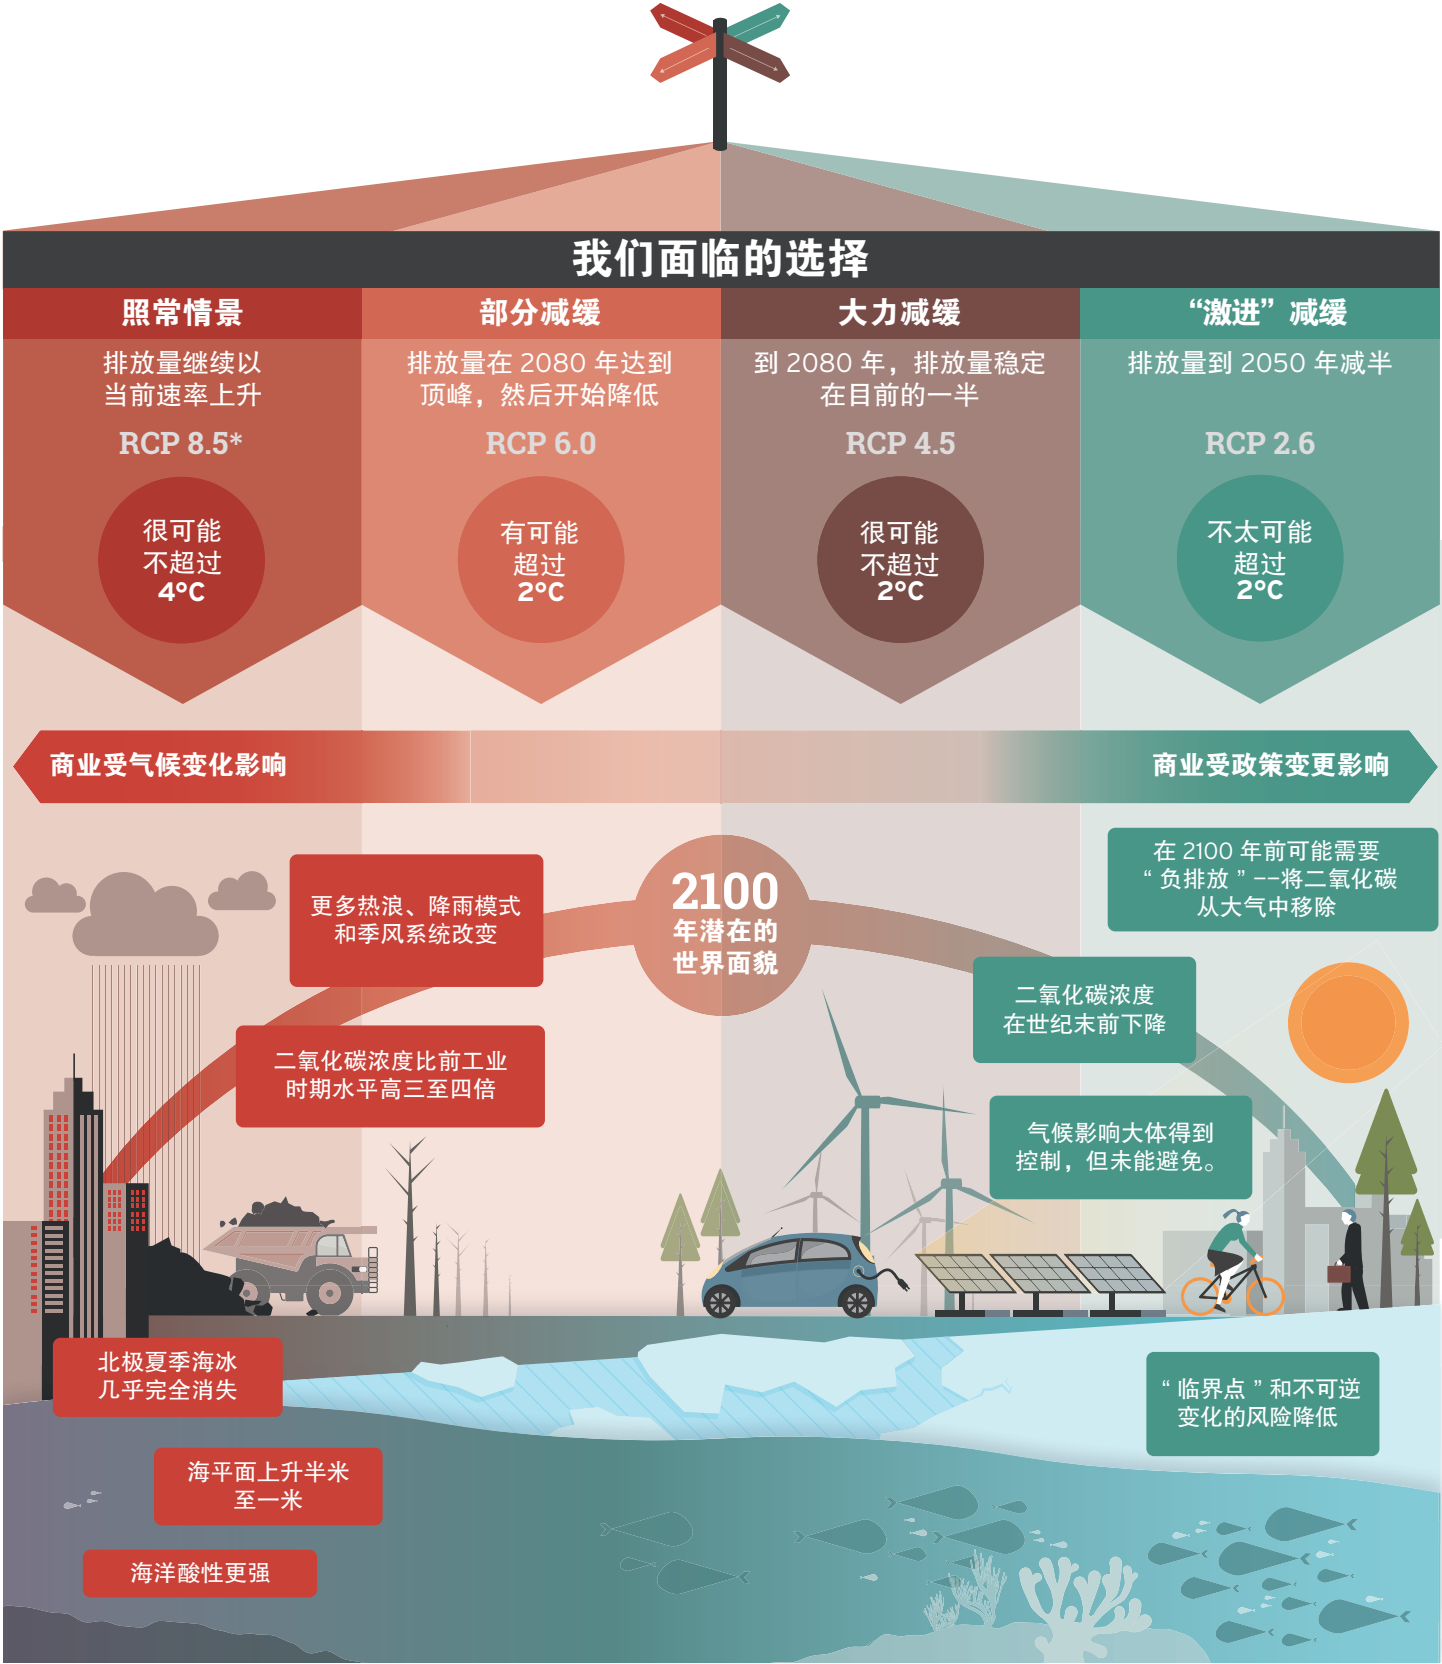 我们面临的选择
照常情景
排放量继续以
当前速率上升
RCP 8.5*
很可能
不超过
4°C
部分减缓
排放量在 2080 年达到
顶峰，然后开始降低
RCP 6.0
有可能
超过
2°C
大力减缓
到 2080 年，排放量稳定
在目前的一半
RCP 4.5
很可能
不超过
2°C
“激进”减缓
排放量到 2050 年减半
RCP 2.6
不太可能
超过
2°C
商业受气候变化影响
商业受政策变更影响
2100
年潜在的
世界面貌
更多热浪、降雨模式
和季风系统改变
二氧化碳浓度比前工业
时期水平高三至四倍
北极夏季海冰
几乎完全消失
海平面上升半米
至一米
海洋酸性更强
在 2100 年前可能需要
“ 负排放 ” --将二氧化碳
从大气中移除
二氧化碳浓度
在世纪末前下降
气候影响大体得到
控制，但未能避免。
“ 临界点 ” 和不可逆
变化的风险降低